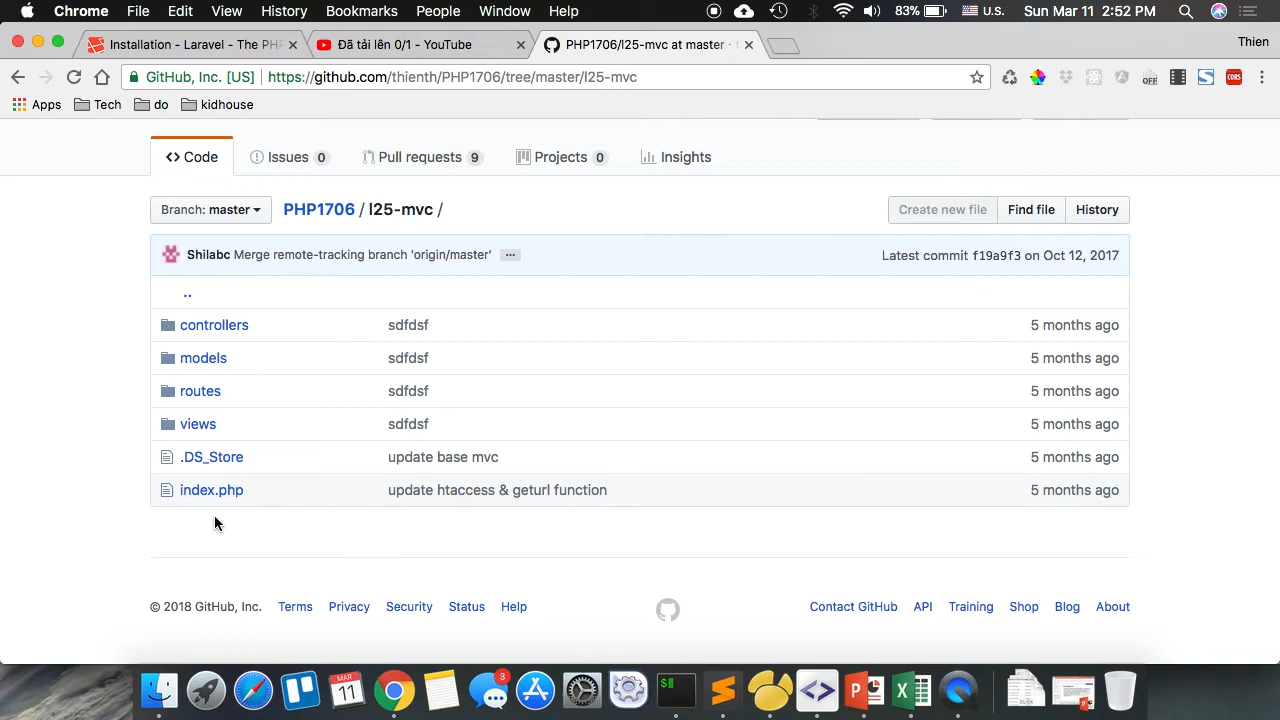 Chrome File Edit View History Bookmarks People Window Help 83% U.S. Sun Mar 11 2:52 PM
Installation - Laravel - The PH
Đã tải lên 0/1 - YouTube
PHP1706/l25-mvc at master ·
Thien
GitHub, Inc. [US] https://github.com/thienth/PHP1706/tree/master/l25-mvc
OFF
CORS
Apps Tech do kidhouse
<> Code Issues 0 Pull requests 9 Projects 0 Insights
Branch: master PHP1706 / l25-mvc / Create new file Find file History
Shilabc Merge remote-tracking branch 'origin/master' ... Latest commit f19a9f3 on Oct 12, 2017
..
controllers sdfdsf 5 months ago
models sdfdsf 5 months ago
routes sdfdsf 5 months ago
views sdfdsf 5 months ago
.DS_Store update base mvc 5 months ago
index.php update htaccess & geturl function 5 months ago
© 2018 GitHub, Inc. Terms Privacy Security Status Help Contact GitHub API Training Shop Blog About
MAR
11
3